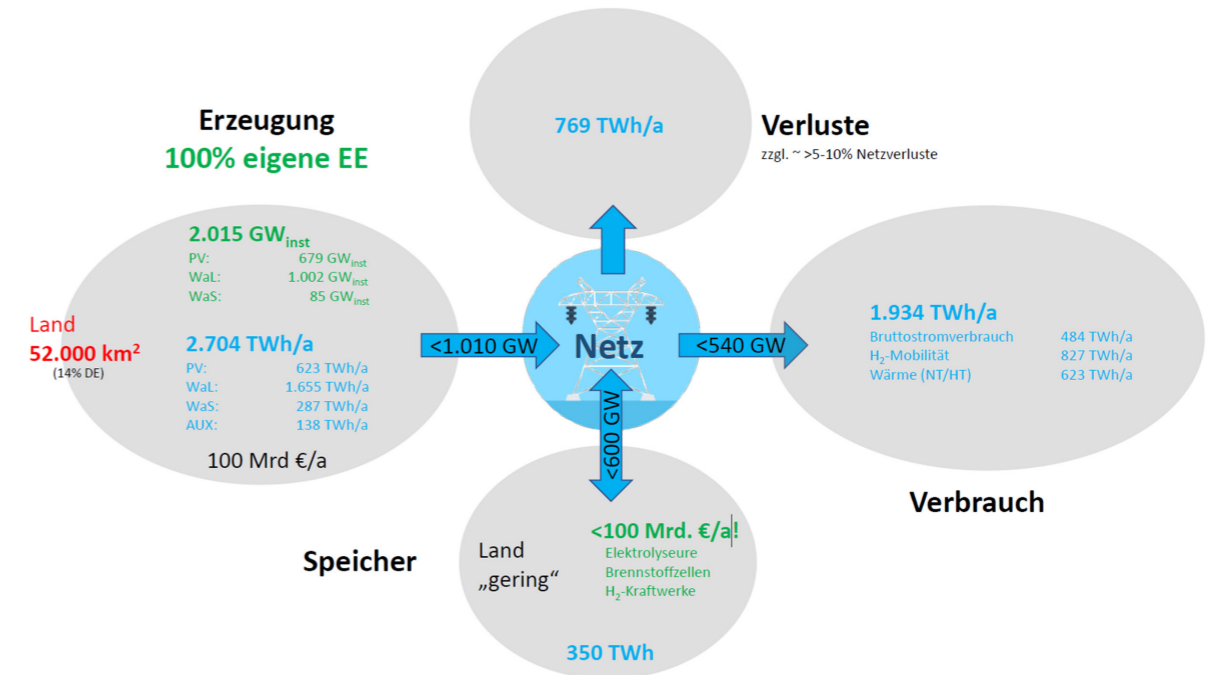 Erzeugung
100% eigene EE
2.015 GWinst
PV: 679 GWinst
WaL: 1.002 GWinst
WaS: 85 GWinst
Land
52.000 km²
(14% DE)
2.704 TWh/a
PV: 623 TWh/a
WaL: 1.655 TWh/a
WaS: 287 TWh/a
AUX: 138 TWh/a
100 Mrd €/a
769 TWh/a
Verluste
zzgl. ~ >5-10% Netzverluste
<1.010 GW
Netz
<540 GW
<600 GW
1.934 TWh/a
Bruttostromverbrauch 484 TWh/a
H₂-Mobilität 827 TWh/a
Wärme (NT/HT) 623 TWh/a
Verbrauch
Speicher
Land
„gering“
<100 Mrd. €/a!
Elektrolyseure
Brennstoffzellen
H₂-Kraftwerke
350 TWh